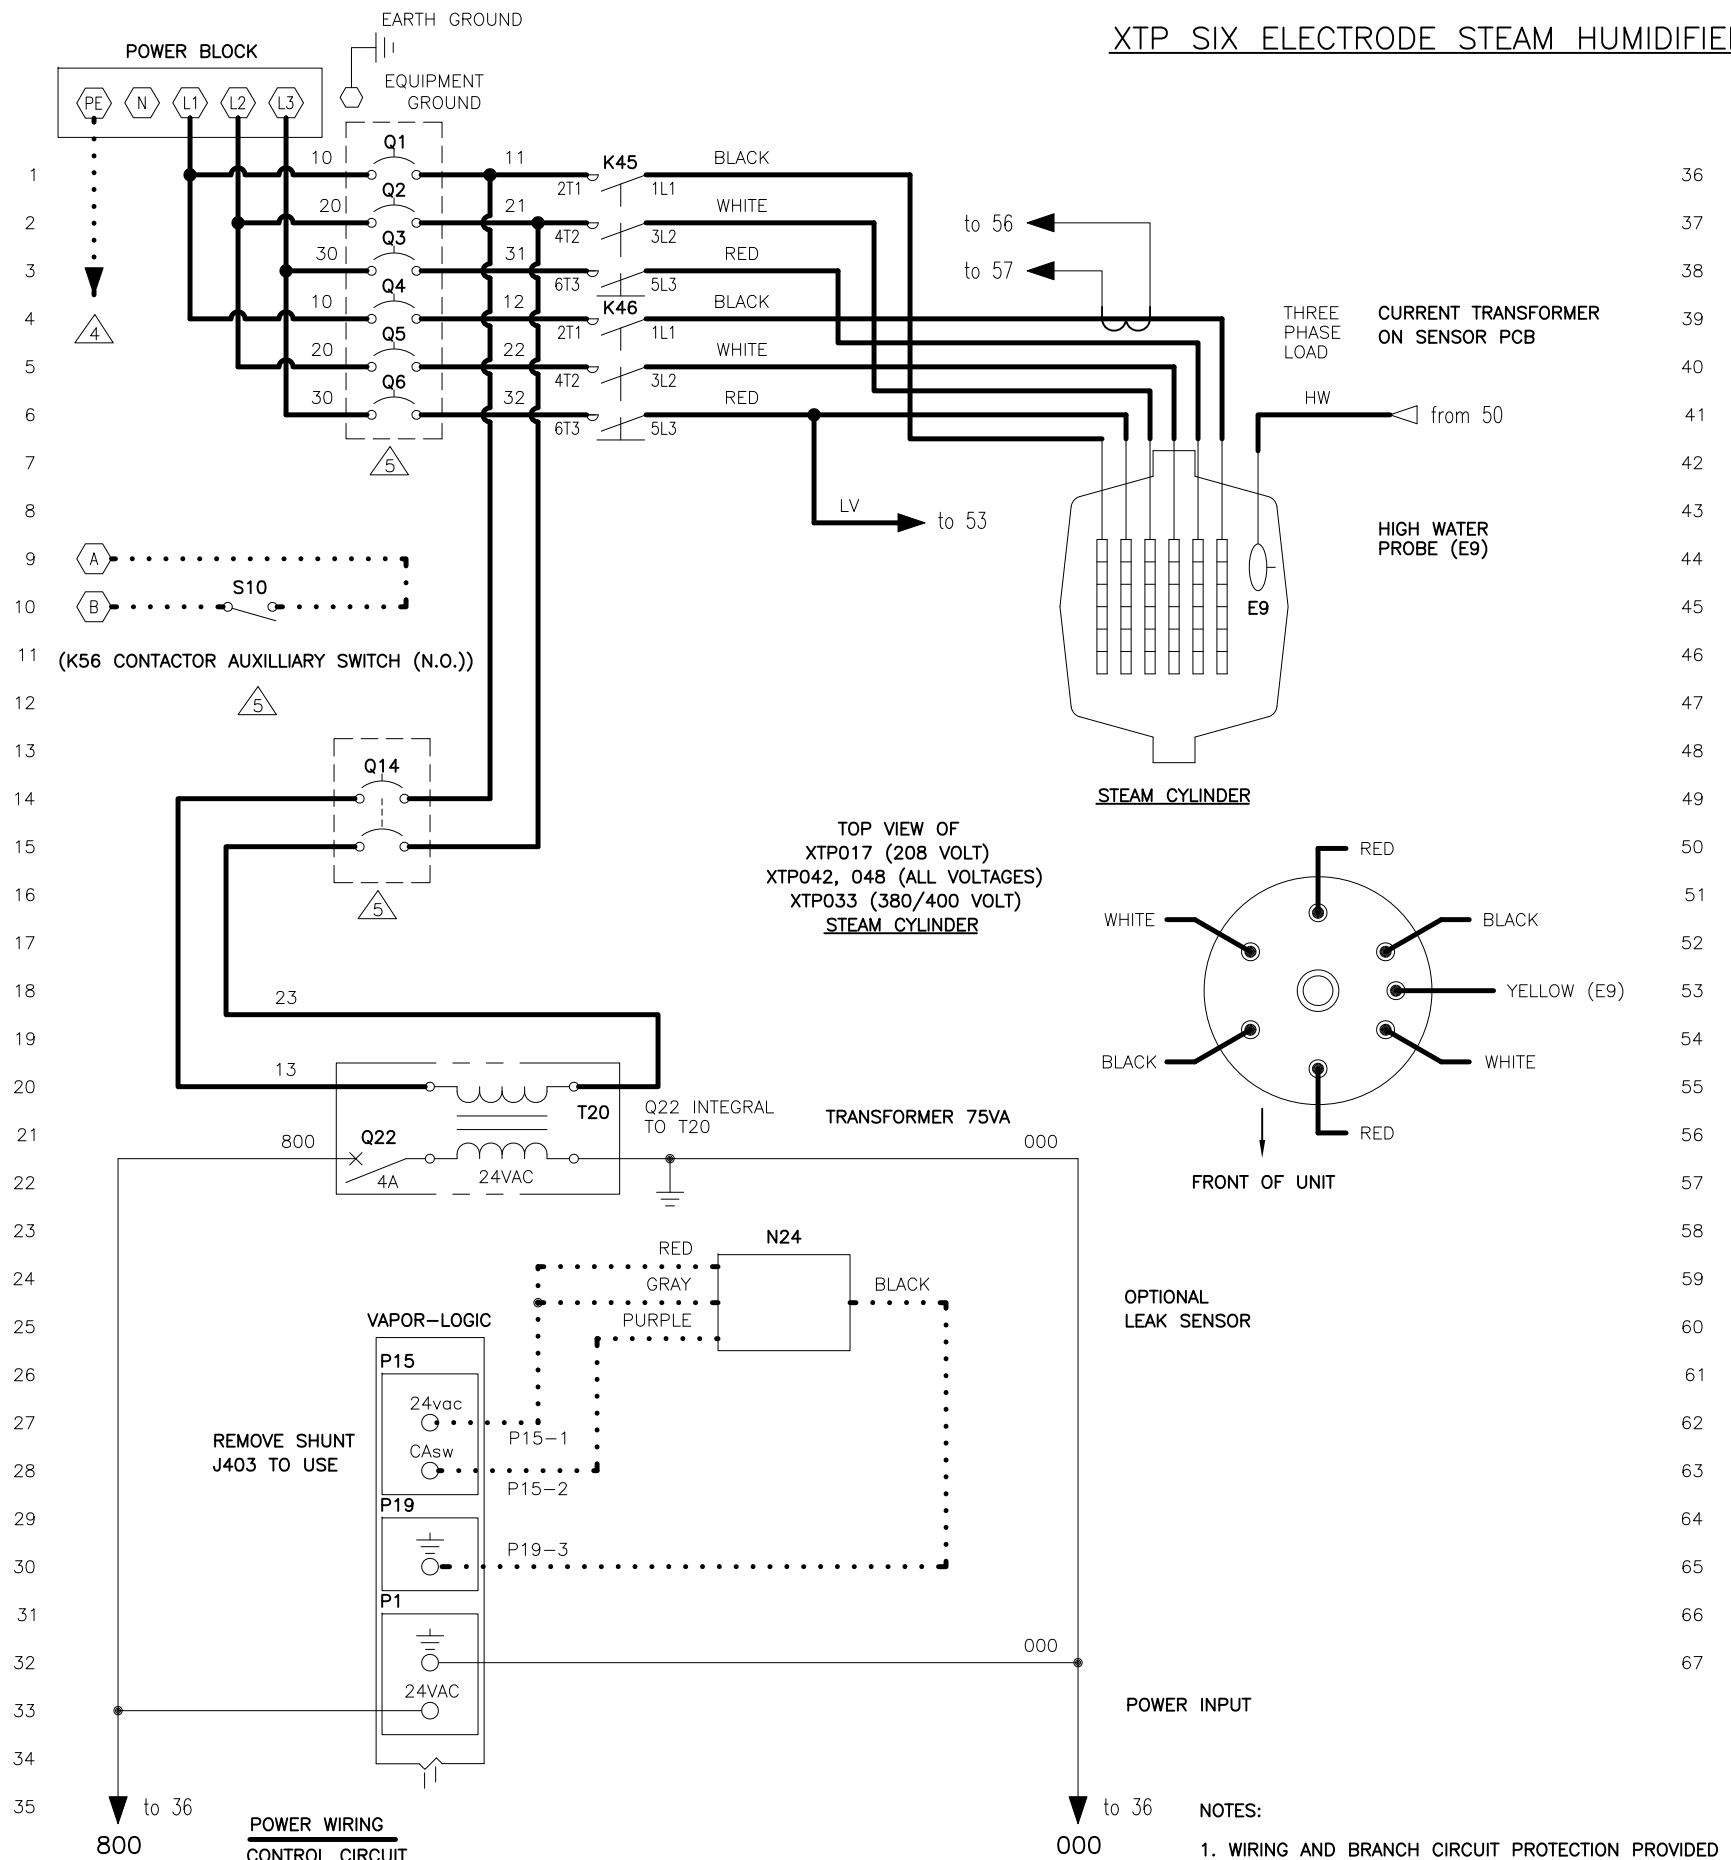 EARTH GROUND
XTP SIX ELECTRODE STEAM HUMIDIFIER
POWER BLOCK
EQUIPMENT
GROUND
PE N L1 L2 L3
Q1
1 10 11 K45 BLACK 36
2T1 1L1
Q2
2 20 21 WHITE to 56 37
4T2 3L2
Q3
3 30 31 RED to 57 38
6T3 5L3
Q4
K46
4 10 12 BLACK 39
2T1 1L1
THREE
PHASE
LOAD
CURRENT TRANSFORMER
ON SENSOR PCB
4
Q5
5 20 22 WHITE 40
4T2 3L2
Q6
6 30 32 RED HW from 50 41
6T3 5L3
7 5 42
8 LV to 53 43
HIGH WATER
PROBE (E9)
9 A 44
S10
10 B E9 45
11 (K56 CONTACTOR AUXILLIARY SWITCH (N.O.)) 46
12 5 47
13 48
Q14
14 STEAM CYLINDER 49
TOP VIEW OF
15 XTP017 (208 VOLT) RED 50
XTP042, 048 (ALL VOLTAGES)
16 5 XTP033 (380/400 VOLT) 51
STEAM CYLINDER
WHITE BLACK
17 52
18 23 YELLOW (E9) 53
19 54
BLACK WHITE
20 13 55
T20
Q22 INTEGRAL
TO T20
TRANSFORMER 75VA
21 800 Q22 000 RED 56
22 4A 24VAC FRONT OF UNIT 57
23 N24 58
RED
24 GRAY BLACK 59
OPTIONAL
LEAK SENSOR
25 VAPOR-LOGIC PURPLE 60
26 P15 61
24vac
27 P15-1 62
REMOVE SHUNT
J403 TO USE
CAsw
28 P15-2 63
29 P19 64
30 P19-3 65
31 P1 66
32 000 67
24VAC
33 POWER INPUT
34
35 to 36 to 36 NOTES:
800 POWER WIRING 000
CONTROL CIRCUIT
1. WIRING AND BRANCH CIRCUIT PROTECTION PROVIDED